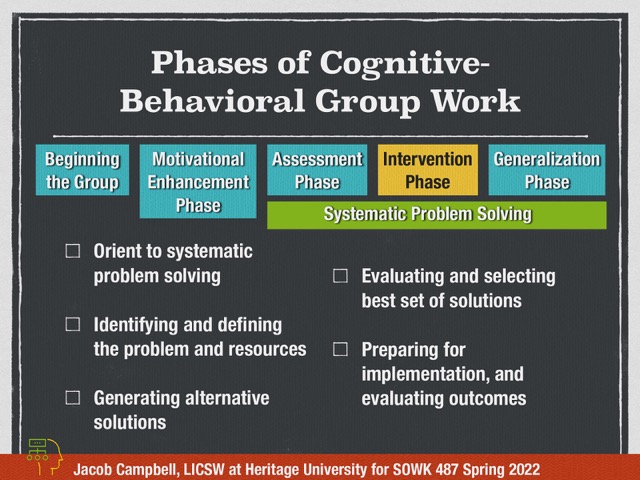 Phases of Cognitive-
Behavioral Group Work
Beginning
the Group
Motivational
Enhancement
Phase
Assessment
Phase
Intervention
Phase
Generalization
Phase
Systematic Problem Solving
Orient to systematic
problem solving
Identifying and defining
the problem and resources
Generating alternative
solutions
Evaluating and selecting
best set of solutions
Preparing for
implementation, and
evaluating outcomes
Jacob Campbell, LICSW at Heritage University for SOWK 487 Spring 2022